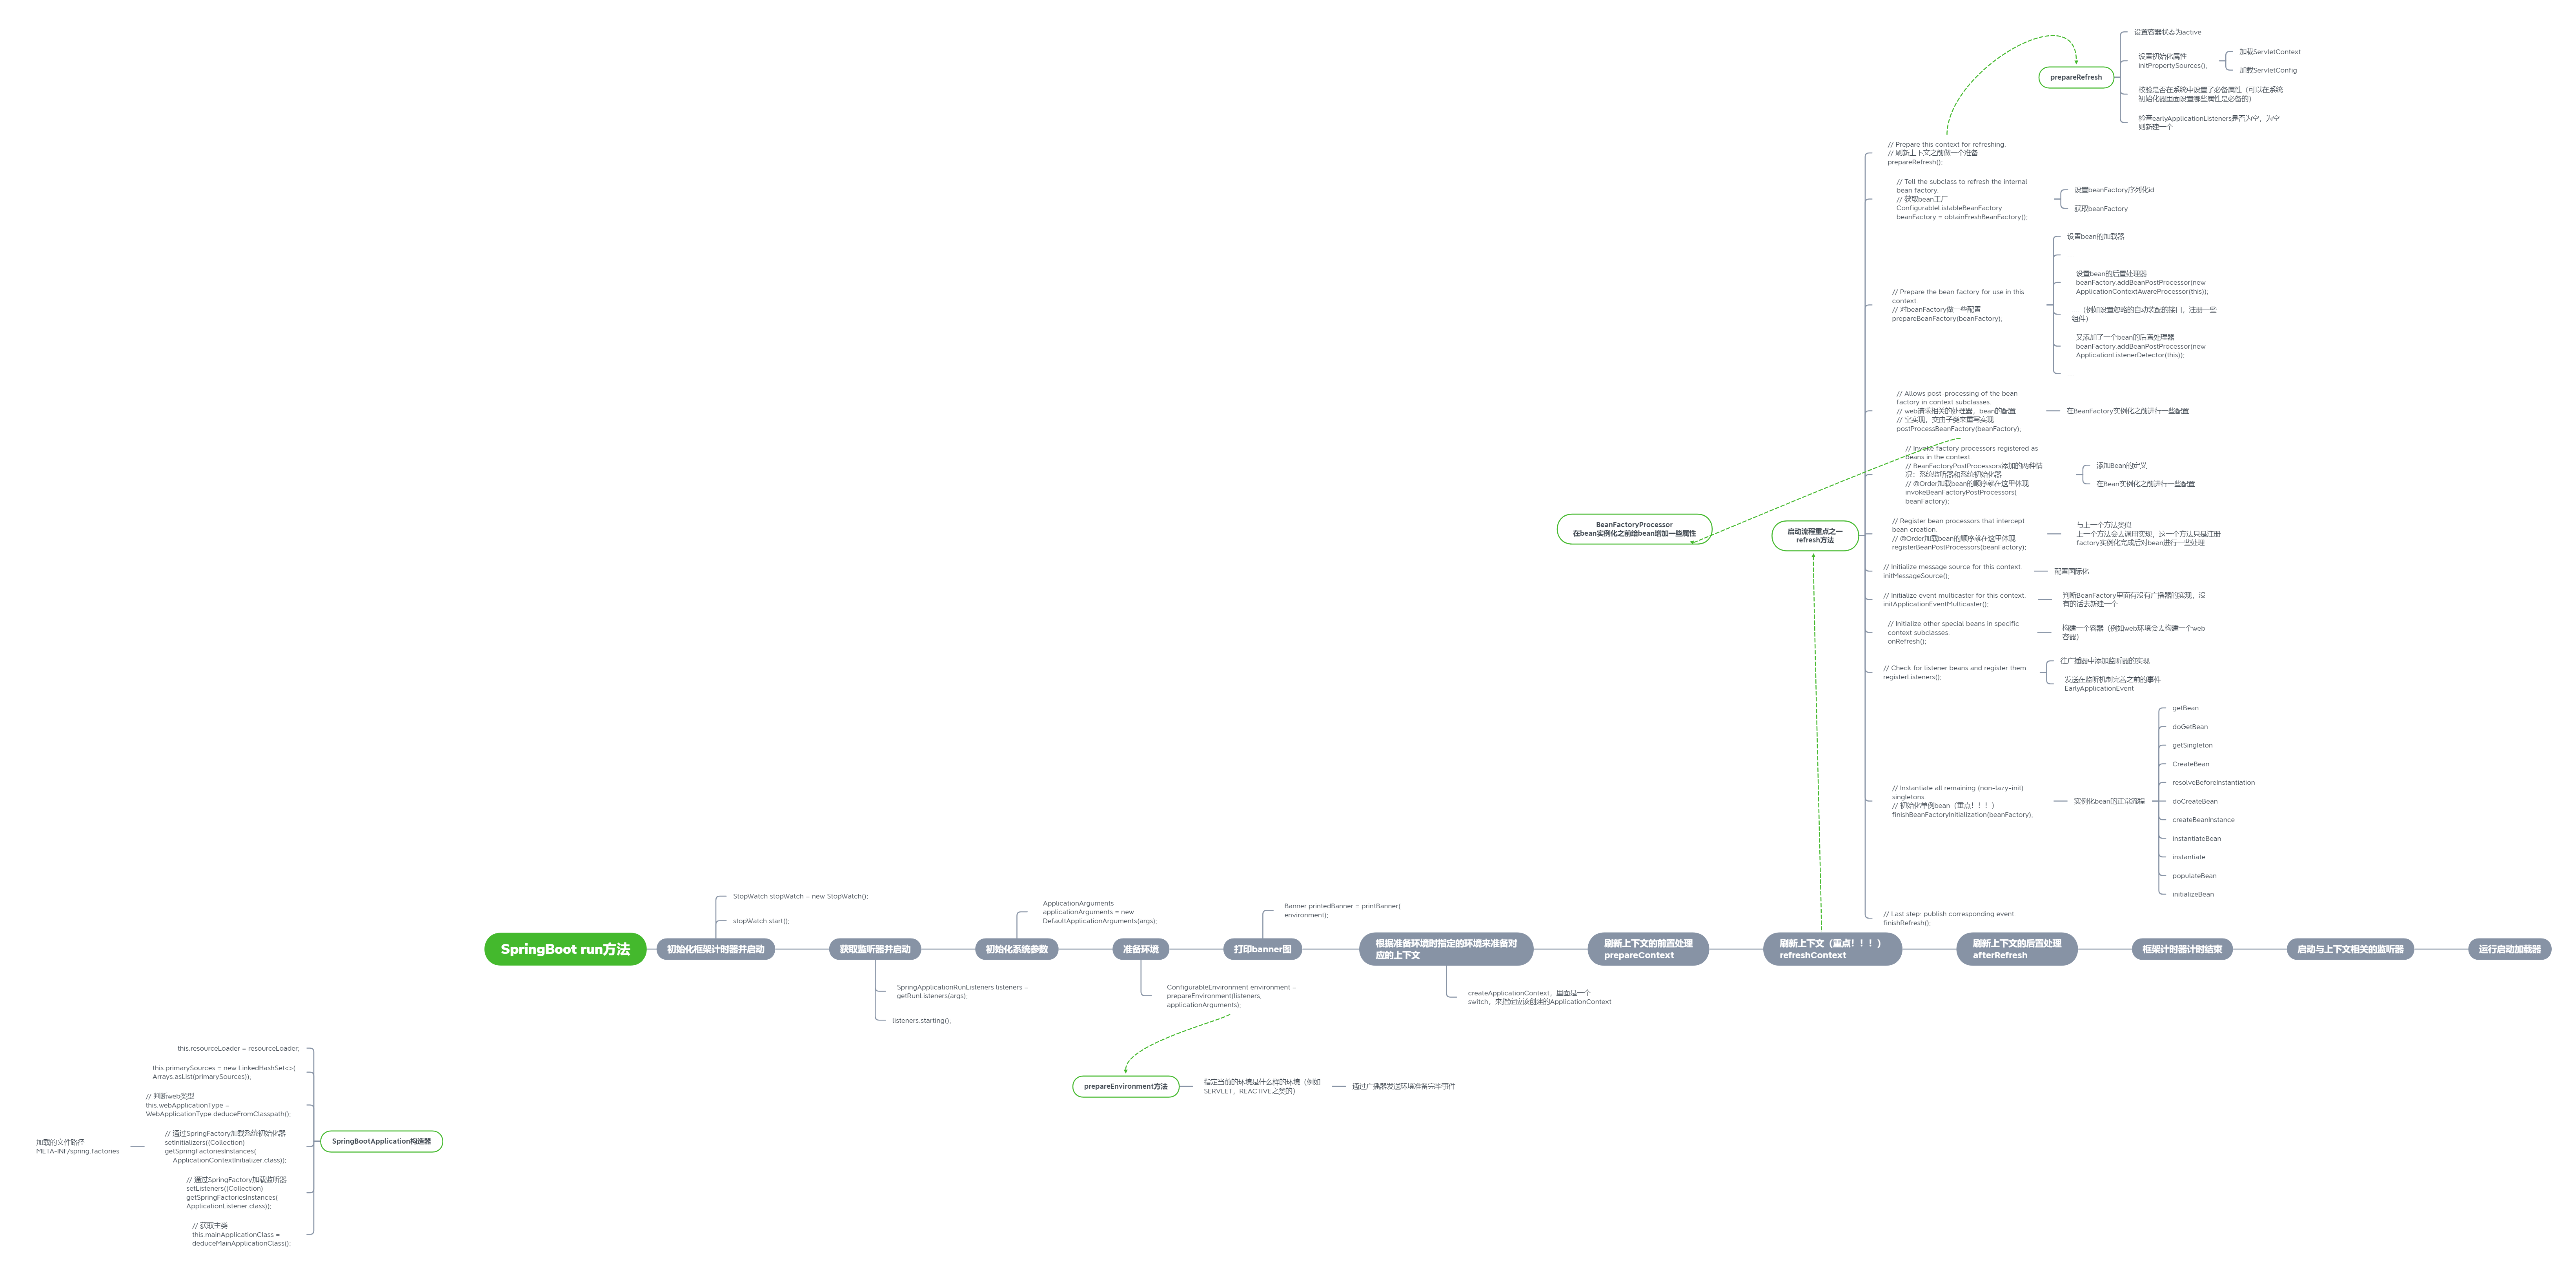 设置容器状态为active
设置初始化属性
initPropertySources();
加载ServletContext
加载ServletConfig
prepareRefresh
校验是否在系统中设置了必备属性（可以在系统
初始化器里面设置哪些属性是必备的）
检查earlyApplicationListeners是否为空，为空
则新建一个
// Prepare this context for refreshing.
// 刷新上下文之前做一个准备
prepareRefresh();
// Tell the subclass to refresh the internal
bean factory.
// 获取bean工厂
ConfigurableListableBeanFactory
beanFactory = obtainFreshBeanFactory();
设置beanFactory序列化id
获取beanFactory
// Prepare the bean factory for use in this
context.
// 对beanFactory做一些配置
prepareBeanFactory(beanFactory);
设置bean的加载器
....
设置bean的后置处理器
beanFactory.addBeanPostProcessor(new
ApplicationContextAwareProcessor(this));
....（例如设置忽略的自动装配的接口，注册一些
组件）
又添加了一个bean的后置处理器
beanFactory.addBeanPostProcessor(new
ApplicationListenerDetector(this));
....
// Allows post-processing of the bean
factory in context subclasses.
// web请求相关的处理器，bean的配置
// 空实现，交由子类来重写实现
postProcessBeanFactory(beanFactory);
在BeanFactory实例化之前进行一些配置
// Invoke factory processors registered as
beans in the context.
// BeanFactoryPostProcessors添加的两种情
况：系统监听器和系统初始化器
// @Order加载bean的顺序就在这里体现
invokeBeanFactoryPostProcessors(
beanFactory);
添加Bean的定义
在Bean实例化之前进行一些配置
BeanFactoryProcessor
在bean实例化之前给bean增加一些属性
启动流程重点之一
refresh方法
// Register bean processors that intercept
bean creation.
// @Order加载bean的顺序就在这里体现
registerBeanPostProcessors(beanFactory);
与上一个方法类似
上一个方法会去调用实现，这一个方法只是注册
factory实例化完成后对bean进行一些处理
// Initialize message source for this context.
initMessageSource();
配置国际化
// Initialize event multicaster for this context.
initApplicationEventMulticaster();
判断BeanFactory里面有没有广播器的实现，没
有的话去新建一个
// Initialize other special beans in specific
context subclasses.
onRefresh();
构建一个容器（例如web环境会去构建一个web
容器）
// Check for listener beans and register them.
registerListeners();
往广播器中添加监听器的实现
发送在监听机制完善之前的事件
EarlyApplicationEvent
// Instantiate all remaining (non-lazy-init)
singletons.
// 初始化单例bean（重点！！！）
finishBeanFactoryInitialization(beanFactory);
实例化bean的正常流程
getBean
doGetBean
getSingleton
CreateBean
resolveBeforeInstantiation
doCreateBean
createBeanInstance
instantiateBean
instantiate
populateBean
initializeBean
// Last step: publish corresponding event.
finishRefresh();
StopWatch stopWatch = new StopWatch();
stopWatch.start();
ApplicationArguments
applicationArguments = new
DefaultApplicationArguments(args);
Banner printedBanner = printBanner(
environment);
SpringBoot run方法
初始化框架计时器并启动
获取监听器并启动
初始化系统参数
准备环境
打印banner图
根据准备环境时指定的环境来准备对
应的上下文
刷新上下文的前置处理
prepareContext
刷新上下文（重点！！！）
refreshContext
刷新上下文的后置处理
afterRefresh
框架计时器计时结束
启动与上下文相关的监听器
运行启动加载器
SpringApplicationRunListeners listeners =
getRunListeners(args);
listeners.starting();
ConfigurableEnvironment environment =
prepareEnvironment(listeners,
applicationArguments);
createApplicationContext，里面是一个
switch，来指定应该创建的ApplicationContext
prepareEnvironment方法
指定当前的环境是什么样的环境（例如
SERVLET，REACTIVE之类的）
通过广播器发送环境准备完毕事件
this.resourceLoader = resourceLoader;
this.primarySources = new LinkedHashSet<>(
Arrays.asList(primarySources));
// 判断web类型
this.webApplicationType =
WebApplicationType.deduceFromClasspath();
// 通过SpringFactory加载系统初始化器
setInitializers((Collection)
getSpringFactoriesInstances(
ApplicationContextInitializer.class));
加载的文件路径
META-INF/spring.factories
SpringBootApplication构造器
// 通过SpringFactory加载监听器
setListeners((Collection)
getSpringFactoriesInstances(
ApplicationListener.class));
// 获取主类
this.mainApplicationClass =
deduceMainApplicationClass();